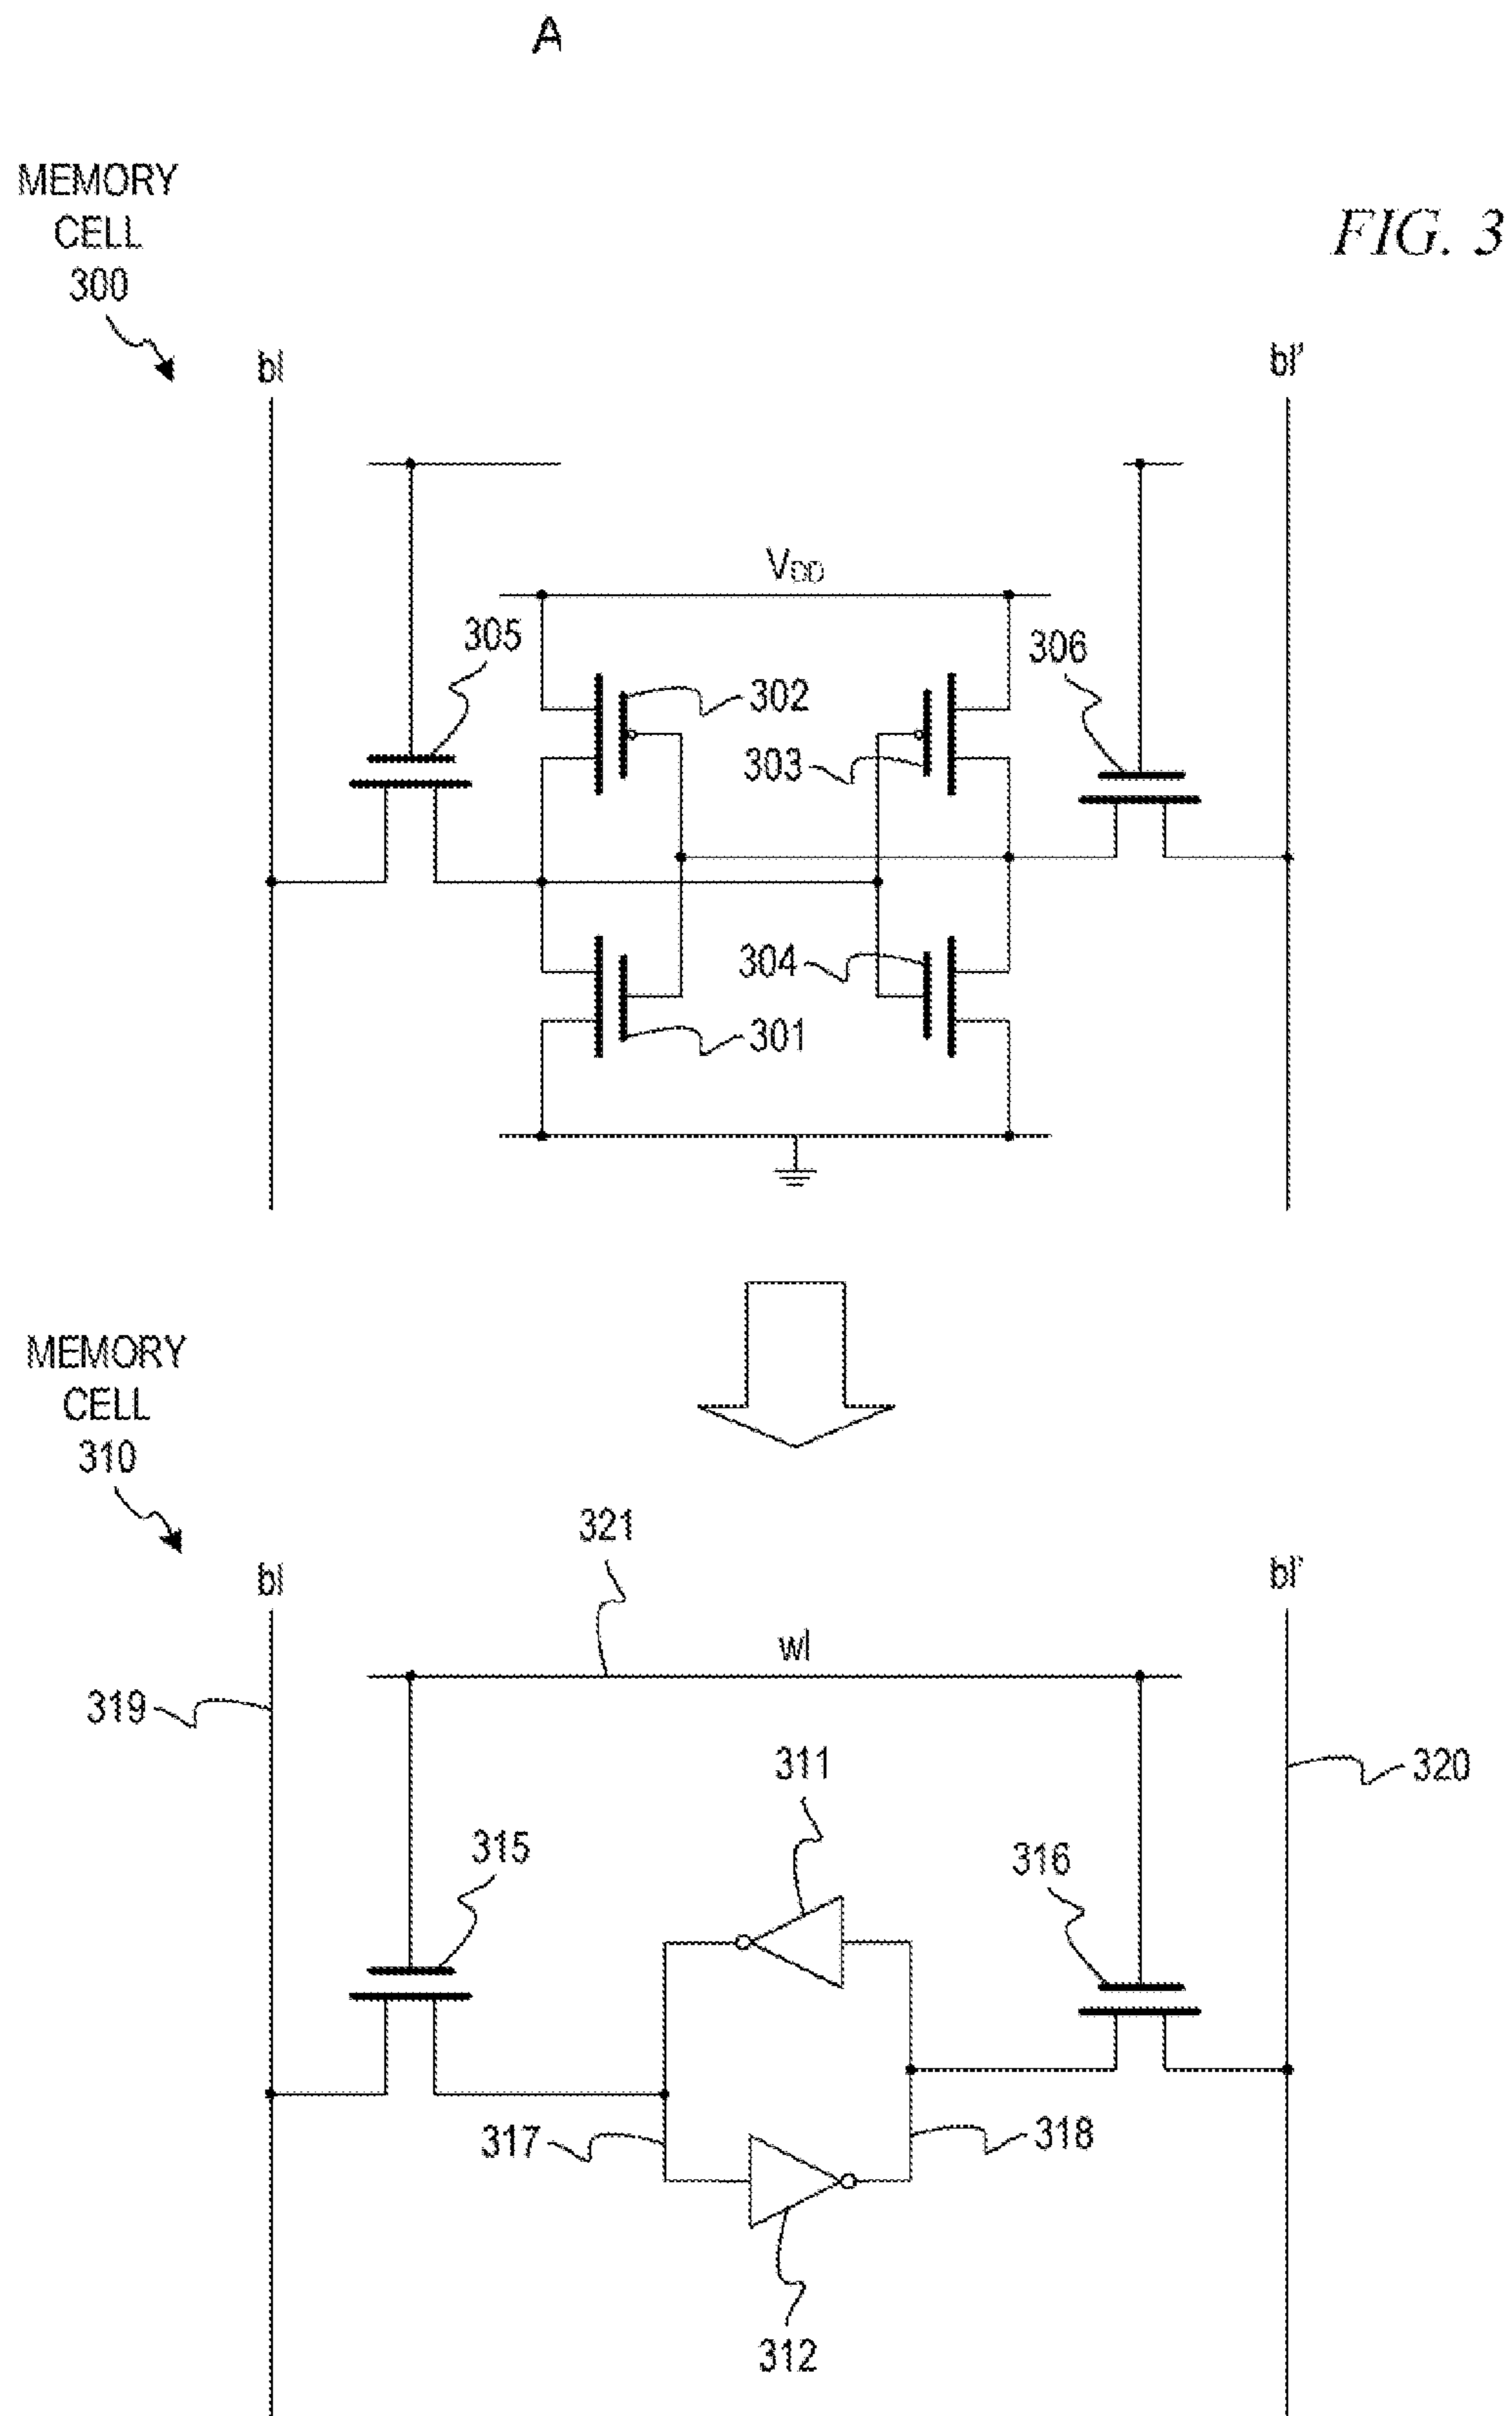 A
MEMORY
CELL
300
FIG. 3
bl
bl'
VDD
305
302
306
303
304
301
MEMORY
CELL
310
321
bl
bl'
wl
319
311
320
315
316
317
318
312